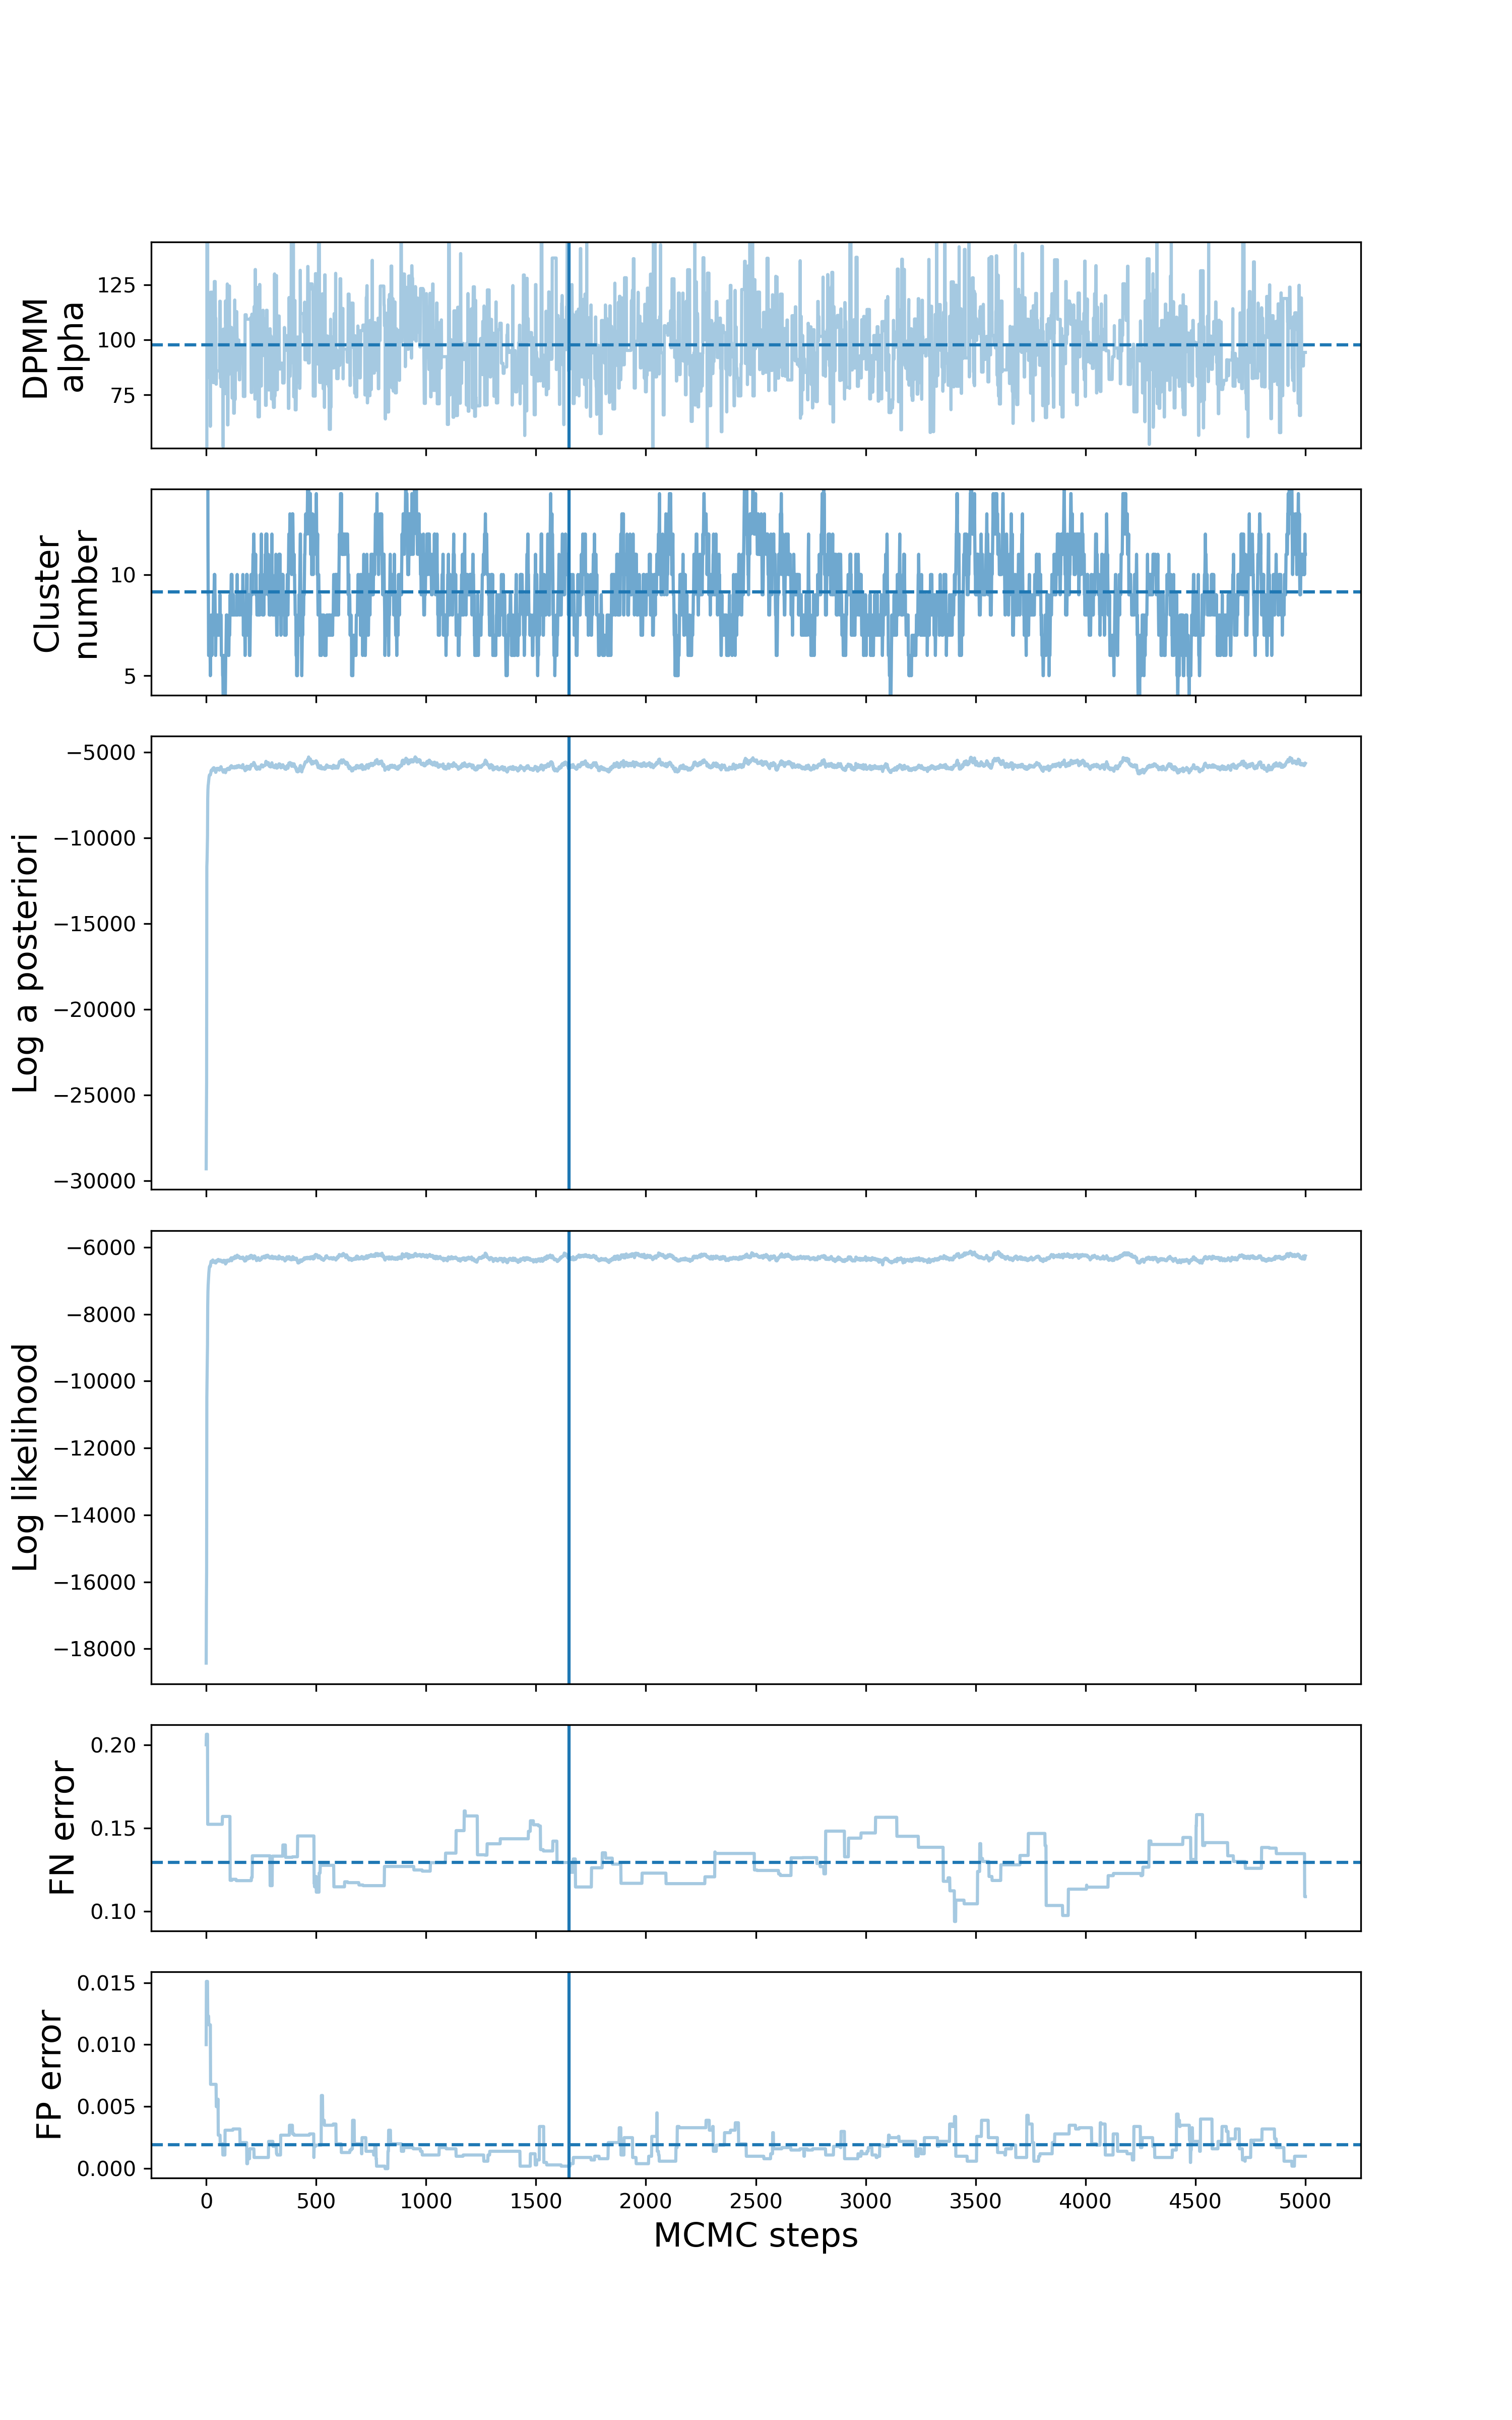 DPMM
alpha
125
100
75
Cluster
number
10
5
Log a posteriori
−5000
−10000
−15000
−20000
−25000
−30000
Log likelihood
−6000
−8000
−10000
−12000
−14000
−16000
−18000
FN error
0.20
0.15
0.10
FP error
0.015
0.010
0.005
0.000
0 500 1000 1500 2000 2500 3000 3500 4000 4500 5000
MCMC steps